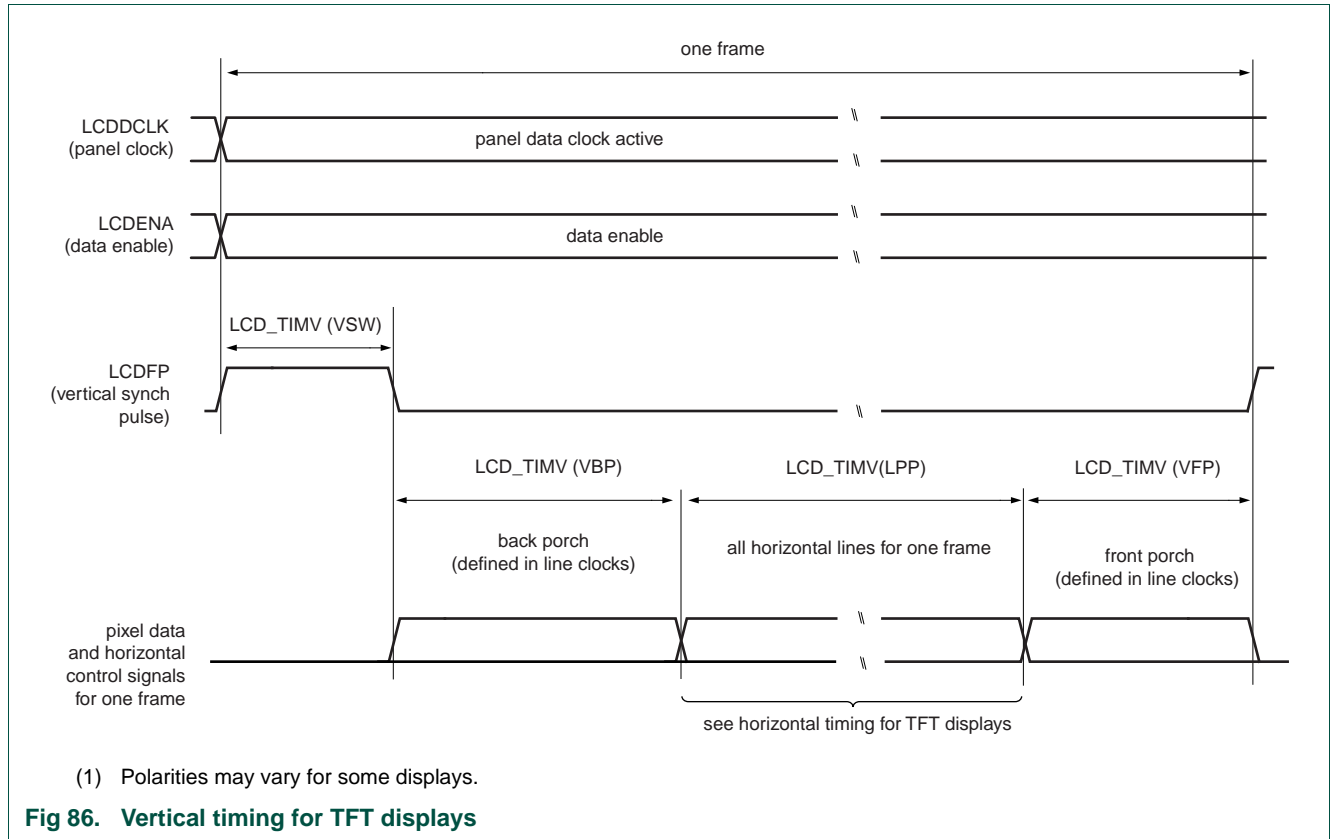 one frame
LCDDCLK
(panel clock)
panel data clock active
LCDENA
(data enable)
data enable
LCD_TIMV (VSW)
LCDFP
(vertical synch
pulse)
LCD_TIMV (VBP)
LCD_TIMV(LPP)
LCD_TIMV (VFP)
back porch
(defined in line clocks)
all horizontal lines for one frame
front porch
(defined in line clocks)
pixel data
and horizontal
control signals
for one frame
see horizontal timing for TFT displays
(1) Polarities may vary for some displays.
Fig 86. Vertical timing for TFT displays